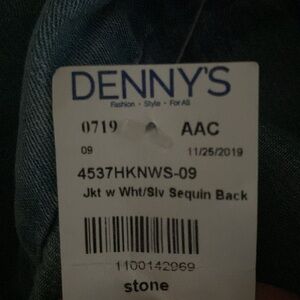 DENNY'S
Fashion • Style • For All
0719 AAC
09 11/25/2019
4537HKNWS-09
Jkt w Wht/Slv Sequin Back
1100142969
stone